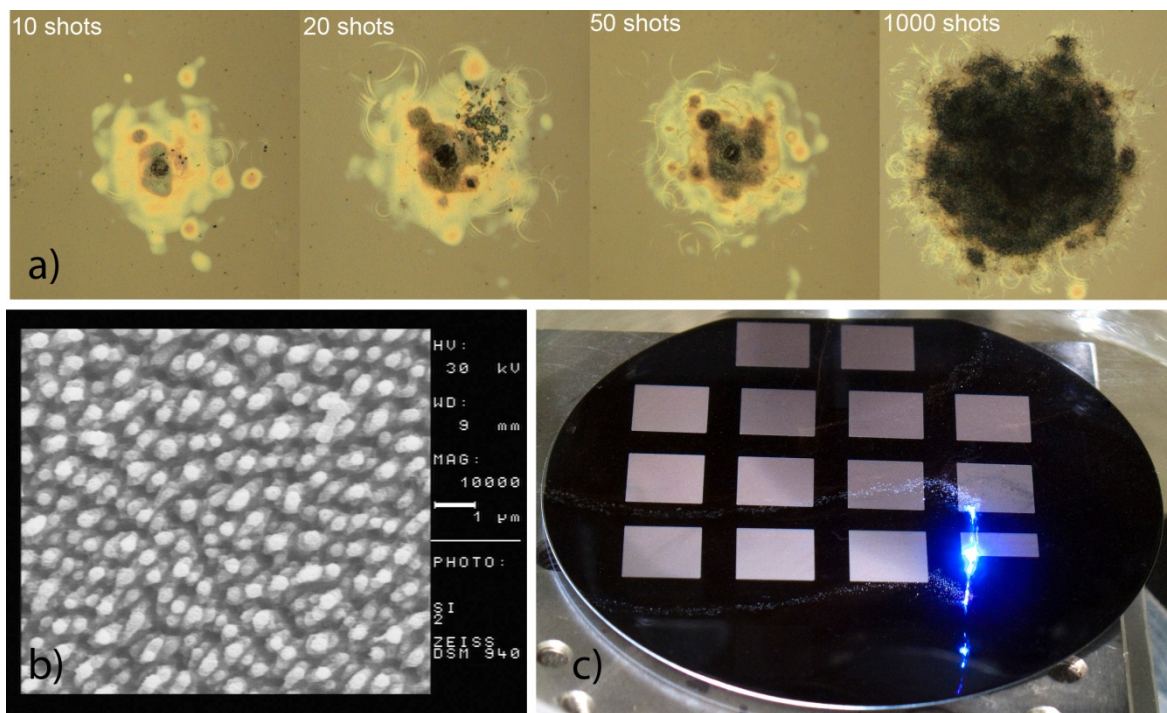 10 shots
20 shots
50 shots
1000 shots
a)
HV:
30 kV
WD:
9 mm
MAG:
10000
1 µm
PHOTO:
SI
2
ZEISS
DSM 940
b)
c)